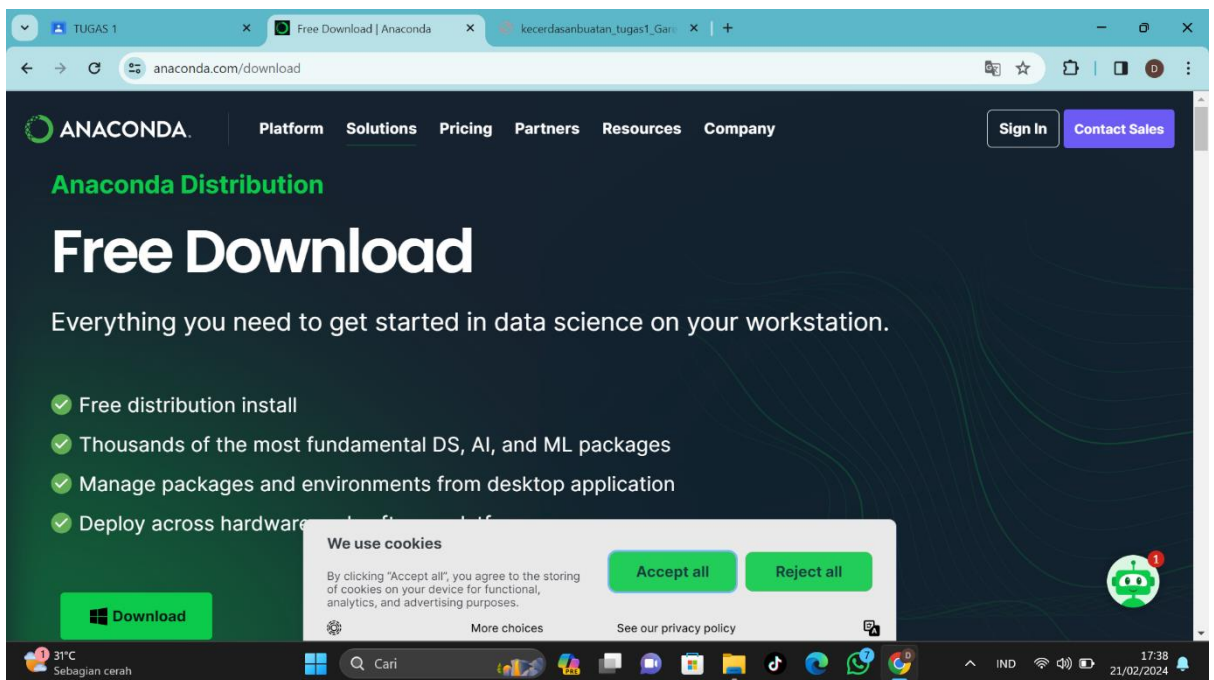 TUGAS 1
Free Download | Anaconda
kecerdasanbuatan_tugas1_Gari
anaconda.com/download
D
ANACONDA.
Platform Solutions Pricing Partners Resources Company
Sign In
Contact Sales
Anaconda Distribution
Free Download
Everything you need to get started in data science on your workstation.
Free distribution install
Thousands of the most fundamental DS, AI, and ML packages
Manage packages and environments from desktop application
Deploy across hardware
We use cookies
By clicking "Accept all", you agree to the storing
of cookies on your device for functional,
analytics, and advertising purposes.
Accept all
Reject all
More choices
See our privacy policy
1
Download
1
31°C
Sebagian cerah
Cari
PRE
7
D
IND
17:38
21/02/2024